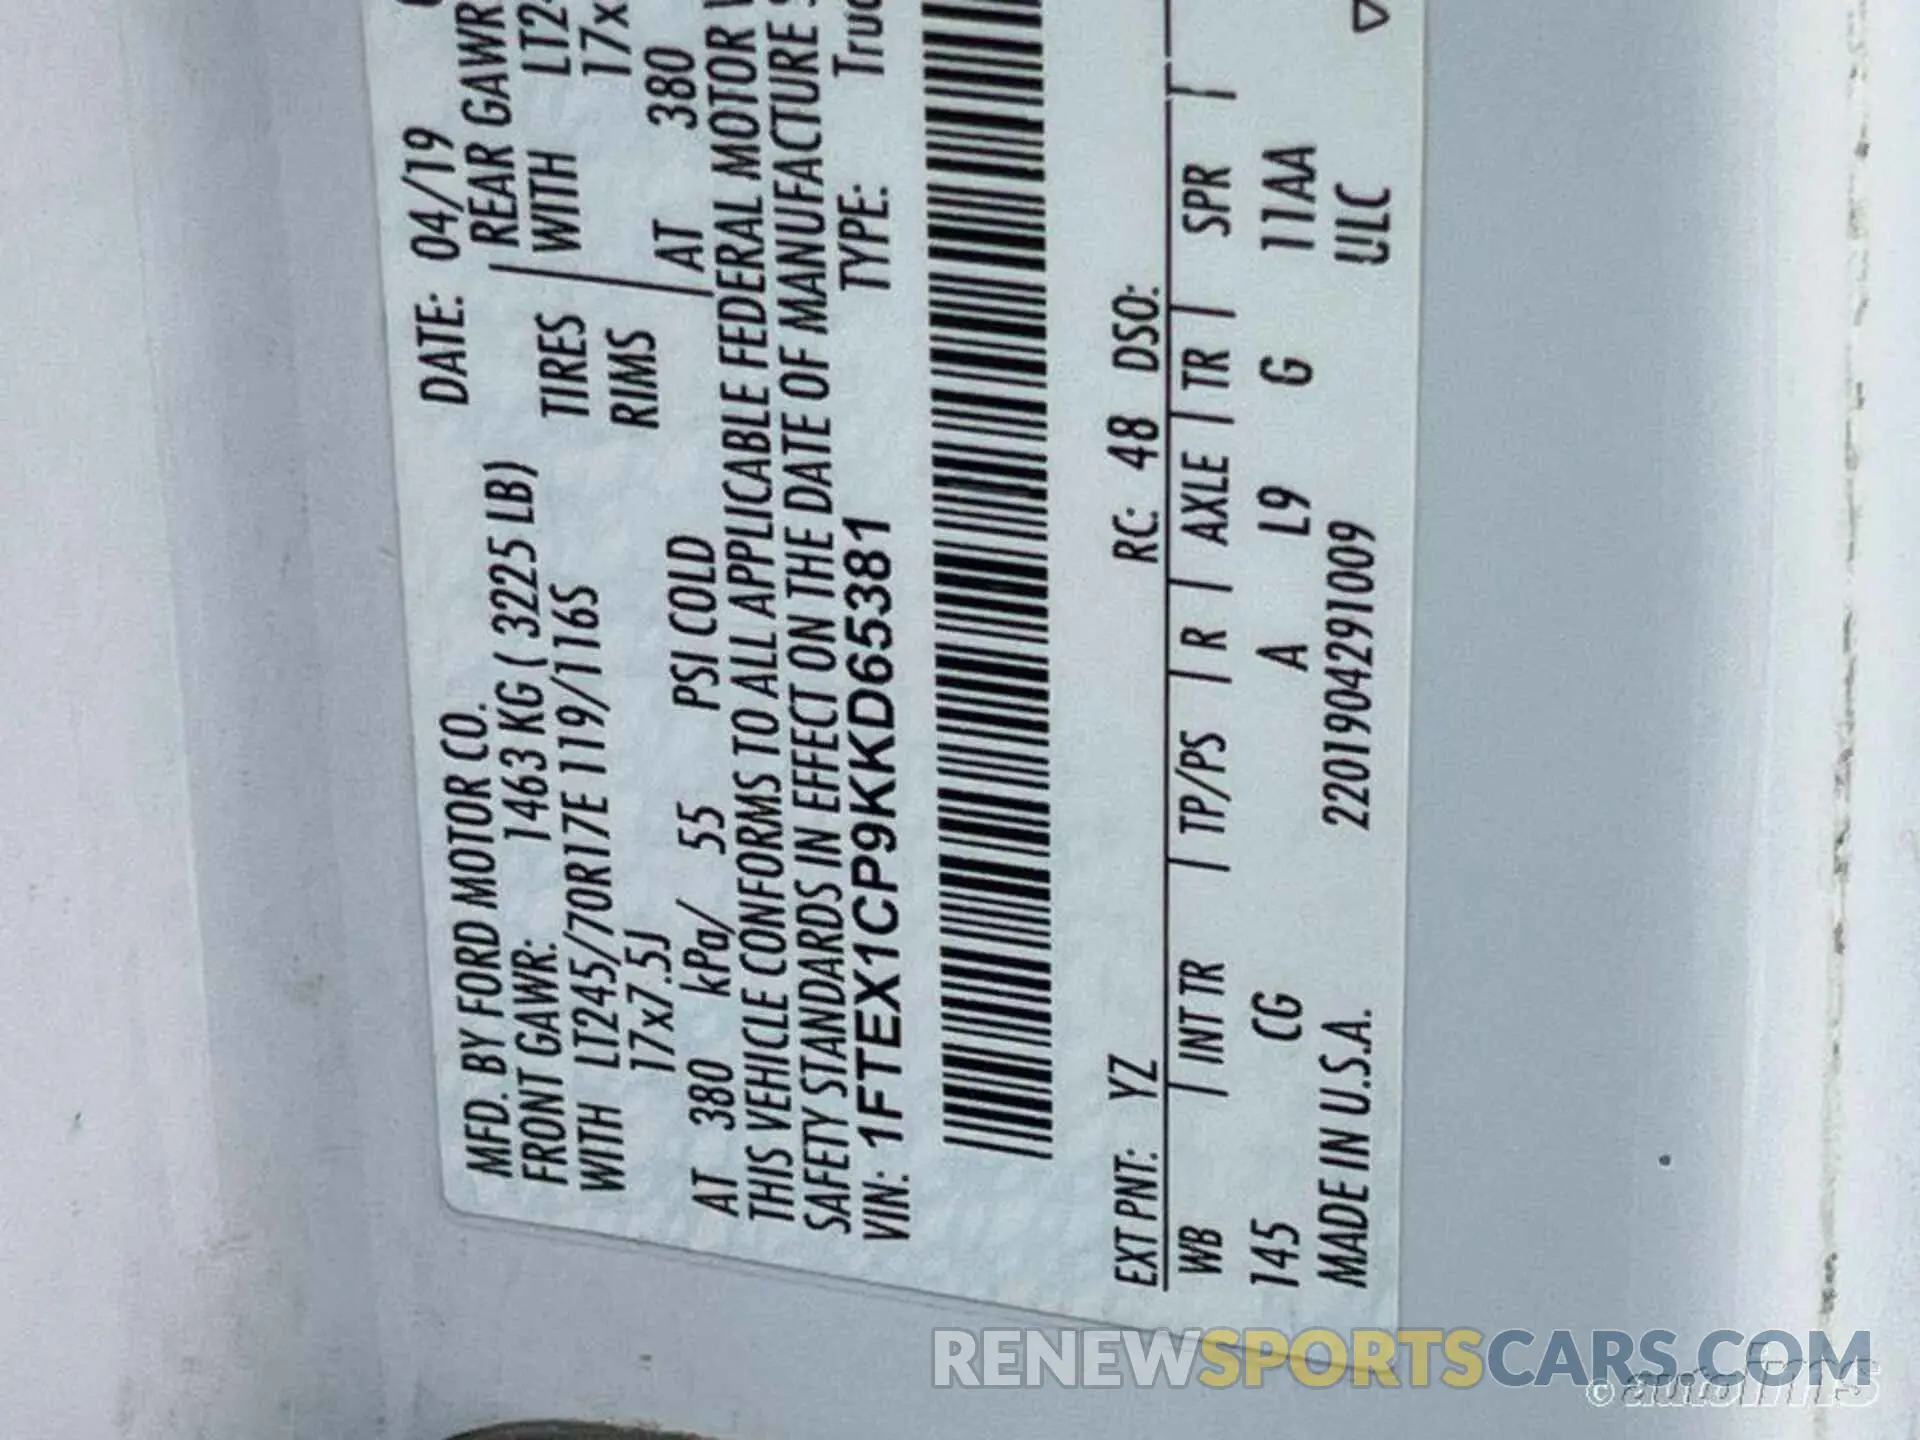 MFD. BY FORD MOTOR CO.
DATE: 04/19
FRONT GAWR: 1463 KG ( 3225 LB)
REAR GAWR
WITH LT245/70R17E 119/116S
TIRES
WITH
17x7.5J
RIMS
17x
AT 380 kPa/ 55 PSI COLD
AT 380
THIS VEHICLE CONFORMS TO ALL APPLICABLE FEDERAL MOTOR
SAFETY STANDARDS IN EFFECT ON THE DATE OF MANUFACTURE
VIN: 1FTEX1CP9KKD65381
TYPE:
EXT PNT: YZ RC: 48 DSO:
WB | INT TR | TP/PS | R | AXLE | TR | SPR |
145 CG A L9 G 11AA
MADE IN U.S.A. 220190429 1009
ULC
RENEWSPORTSCARS.COM
© autolims